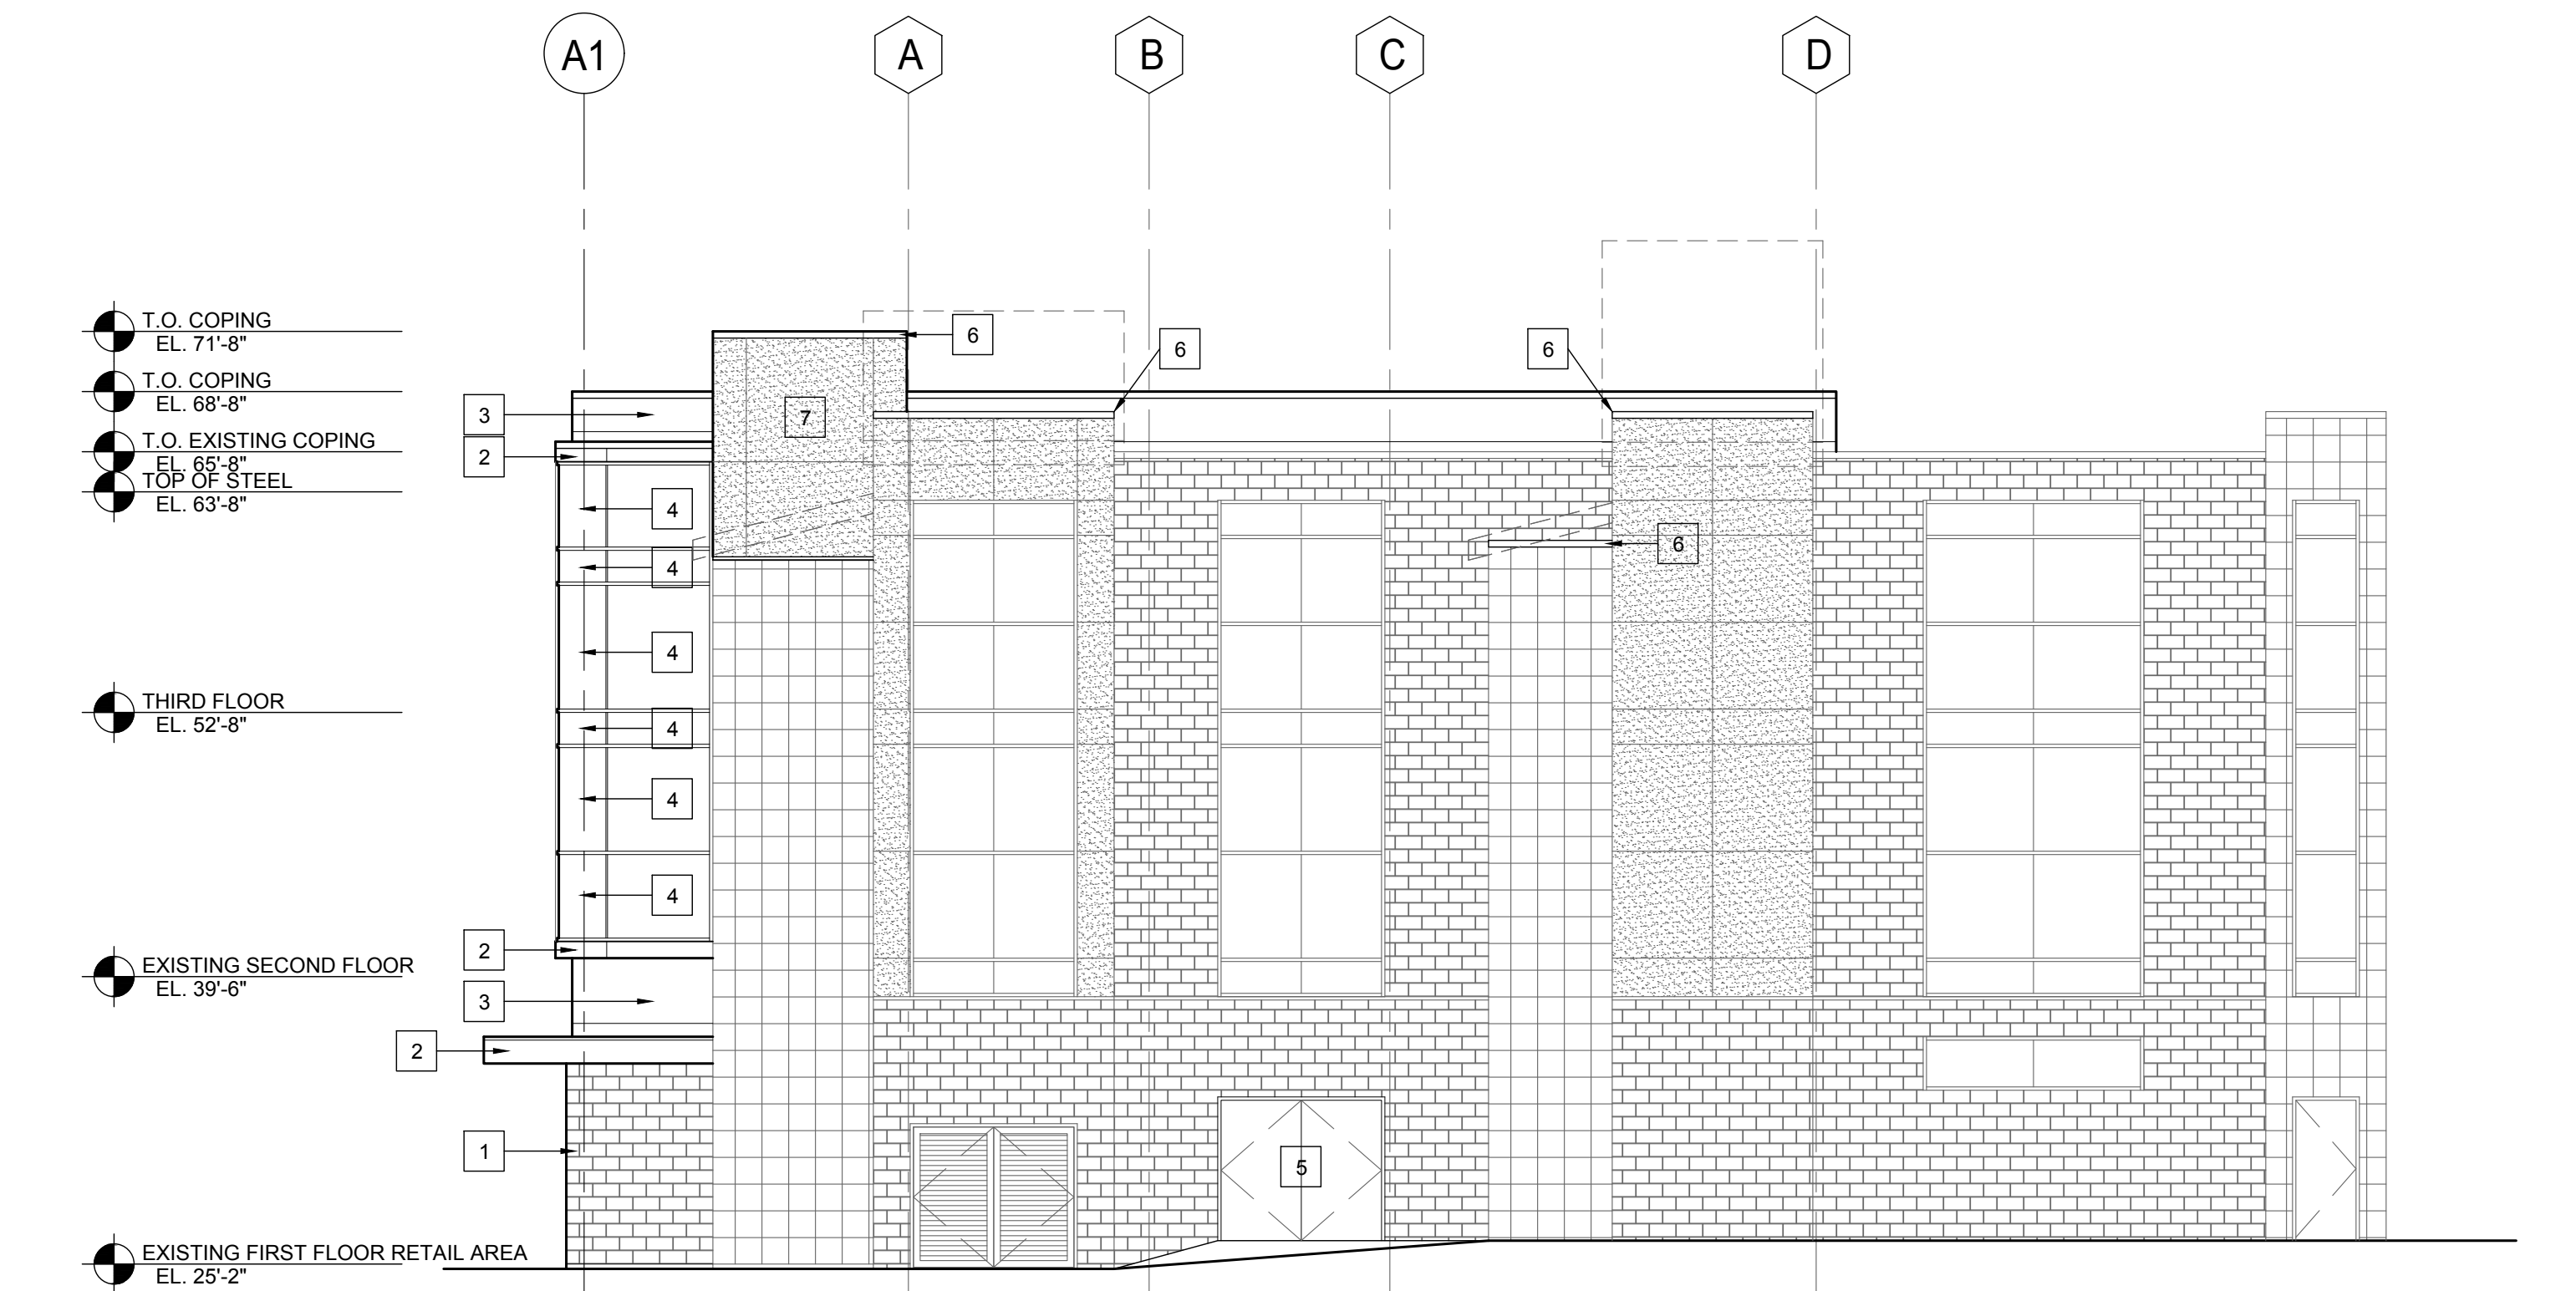 A1
A
B
C
D
T.O. COPING
EL. 71'-8"
6
6
6
T.O. COPING
EL. 68'-8"
3
7
T.O. EXISTING COPING
EL. 65'-8"
2
TOP OF STEEL
EL. 63'-8"
4
6
4
4
THIRD FLOOR
EL. 52'-8"
4
4
4
2
EXISTING SECOND FLOOR
EL. 39'-6"
3
2
1
5
EXISTING FIRST FLOOR RETAIL AREA
EL. 25'-2"